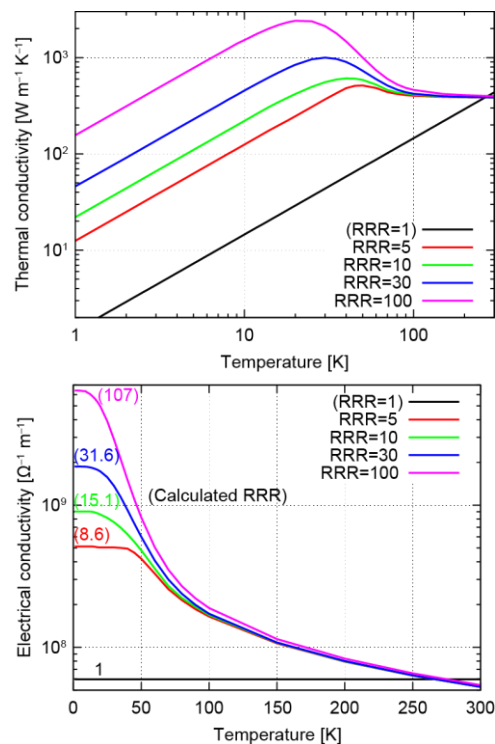 Thermal conductivity [W m⁻¹ K⁻¹]
10³
10²
10¹
(RRR=1)
RRR=5
RRR=10
RRR=30
RRR=100
1
10
100
Temperature [K]
Electrical conductivity [Ω⁻¹ m⁻¹]
(107)
(31.6)
(15.1)
(8.6)
1
(Calculated RRR)
(RRR=1)
RRR=5
RRR=10
RRR=30
RRR=100
10⁹
10⁸
0
50
100
150
200
250
300
Temperature [K]